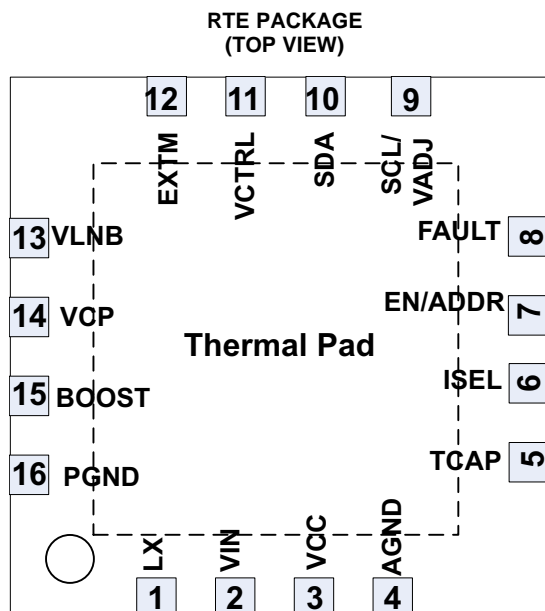 RTE PACKAGE
(TOP VIEW)
12 11 10 9
EXTM VCTRL SDA SCL/
VADJ
13 VLNB
14 VCP
15 BOOST
16 PGND
Thermal Pad
FAULT 8
EN/ADDR 7
ISEL 6
TCAP 5
LX VIN VCC AGND
1 2 3 4